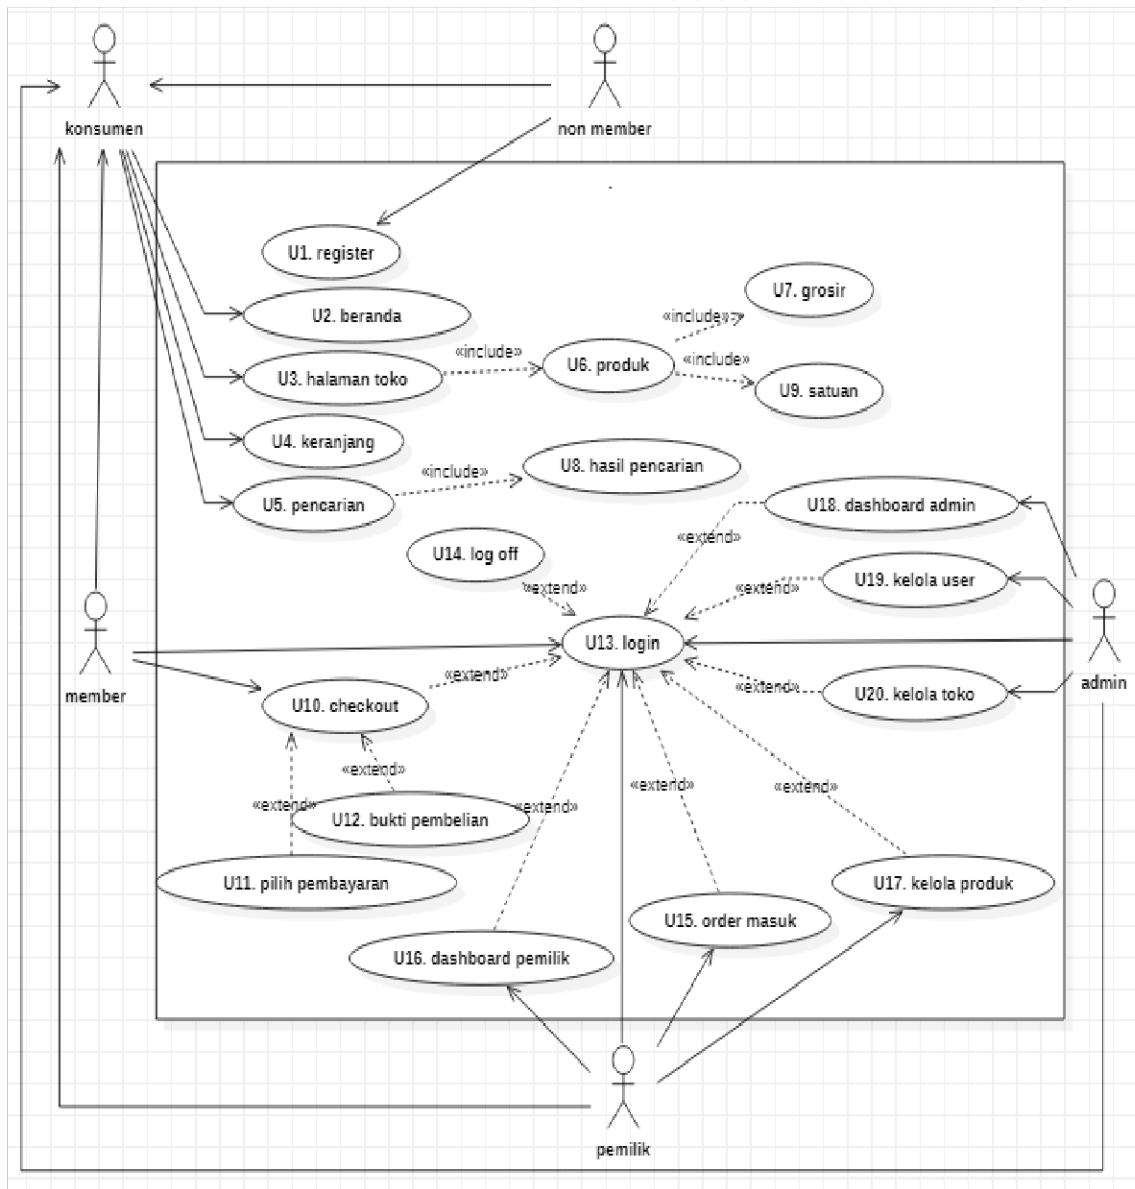 konsumen
non member
U1. register
U7. grosir
U2. beranda
«include»
«include»
«include»
U6. produk
U3. halaman toko
U9. satuan
U4. keranjang
«include»
U8. hasil pencarian
U5. pencarian
U18. dashboard admin
«extend»
U14. log off
U19. kelola user
«extend»
«extend»
U13. login
«extend»
admin
«extend»
U20. kelola toko
member
U10. checkout
«extend»
«extend»
«extend»
«extend»
«extend»
«extend»
U12. bukti pembelian
U11. pilih pembayaran
U17. kelola produk
U15. order masuk
U16. dashboard pemilik
pemilik